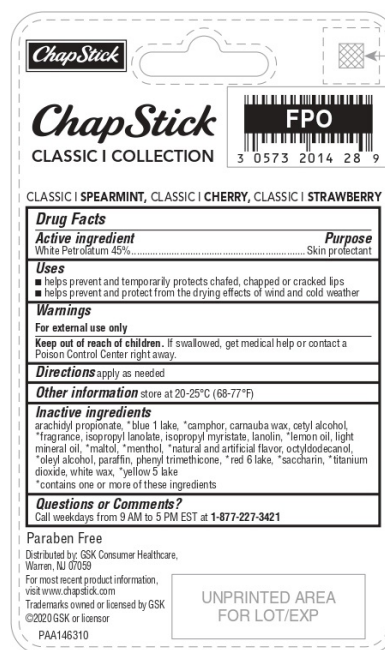 ChapStick
ChapStick
CLASSIC | COLLECTION
FPO
3 0573 2014 28 9
CLASSIC | SPEARMINT, CLASSIC | CHERRY, CLASSIC | STRAWBERRY
Drug Facts
Active ingredient Purpose
White Petrolatum 45%............................................................ Skin protectant
Uses
■ helps prevent and temporarily protects chafed, chapped or cracked lips
■ helps prevent and protect from the drying effects of wind and cold weather
Warnings
For external use only
Keep out of reach of children. If swallowed, get medical help or contact a
Poison Control Center right away.
Directions apply as needed
Other information store at 20-25°C (68-77°F)
Inactive ingredients
arachidyl propionate, *blue 1 lake, *camphor, carnauba wax, cetyl alcohol,
*fragrance, isopropyl lanolate, isopropyl myristate, lanolin, *lemon oil, light
mineral oil, *maltol, *menthol, *natural and artificial flavor, octyldodecanol,
*oleyl alcohol, paraffin, phenyl trimethicone, *red 6 lake, *saccharin, *titanium
dioxide, white wax, *yellow 5 lake
*contains one or more of these ingredients
Questions or Comments?
Call weekdays from 9 AM to 5 PM EST at 1-877-227-3421
Paraben Free
Distributed by: GSK Consumer Healthcare,
Warren, NJ 07059
For most recent product information,
visit www.chapstick.com
Trademarks owned or licensed by GSK
©2020 GSK or licensor
PAA146310
UNPRINTED AREA
FOR LOT/EXP